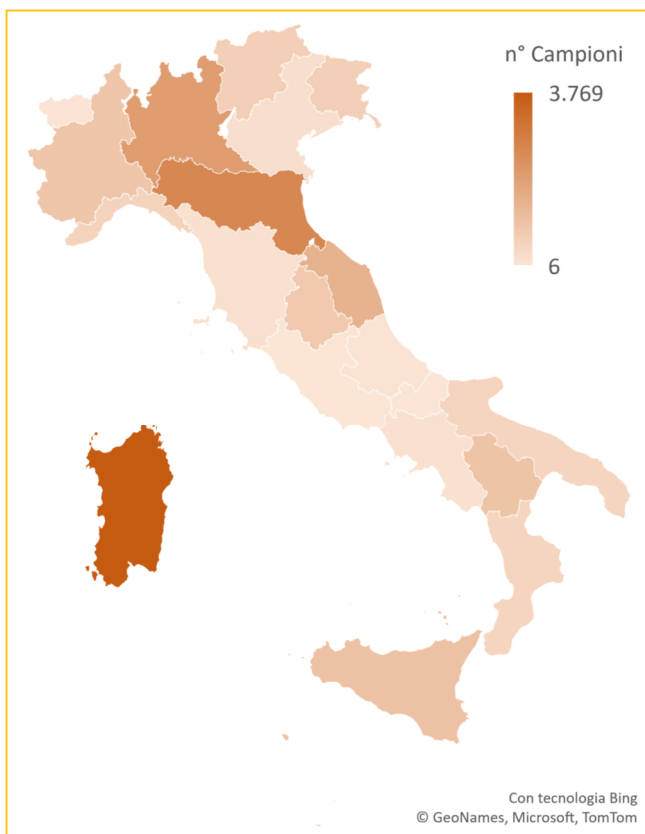 n° Campioni
3.769
6
Con tecnologia Bing
© GeoNames, Microsoft, TomTom